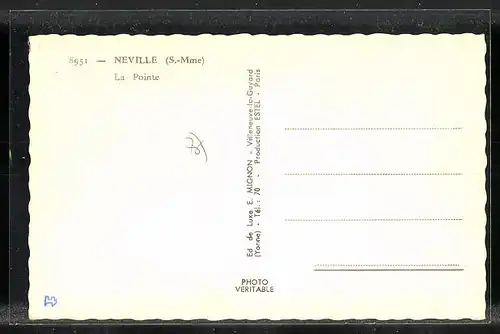 8951 — NEVILLE (S.-Mme)
La Pointe
Ed de Luxe E. MIGNON - Villeneuve-la-Guyard
(Yonne) - Tél. : 70 - Production ESTEL - Paris
PHOTO
VERITABLE